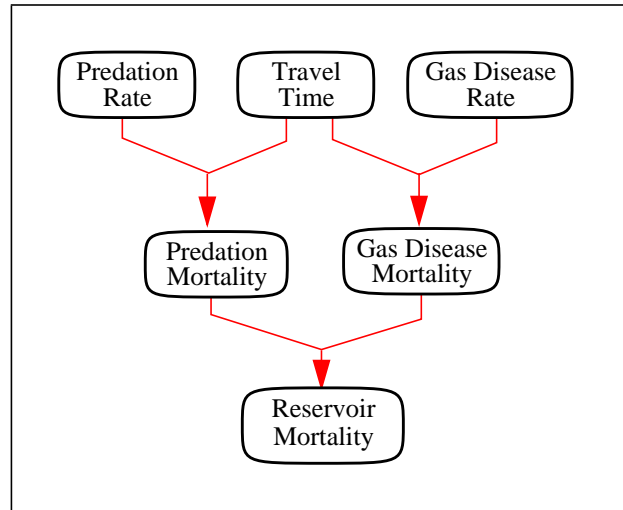 Predation
Rate
Travel
Time
Gas Disease
Rate
Predation
Mortality
Gas Disease
Mortality
Reservoir
Mortality